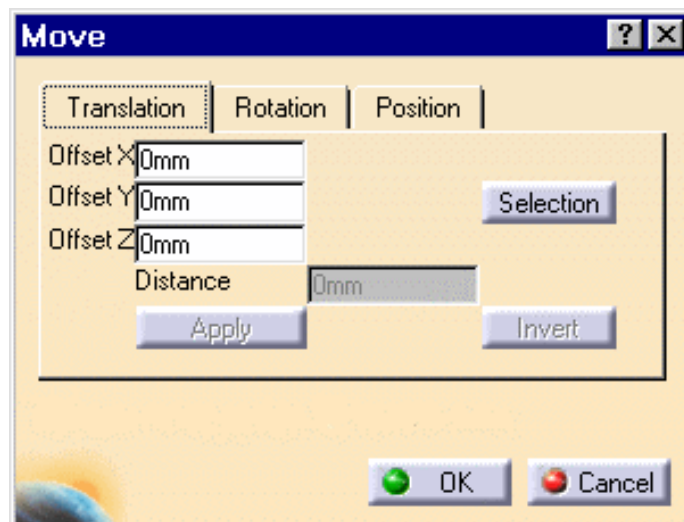 Move
Translation Rotation Position
Offset X 0mm
Offset Y 0mm Selection
Offset Z 0mm
Distance 0mm
Apply Invert
OK Cancel